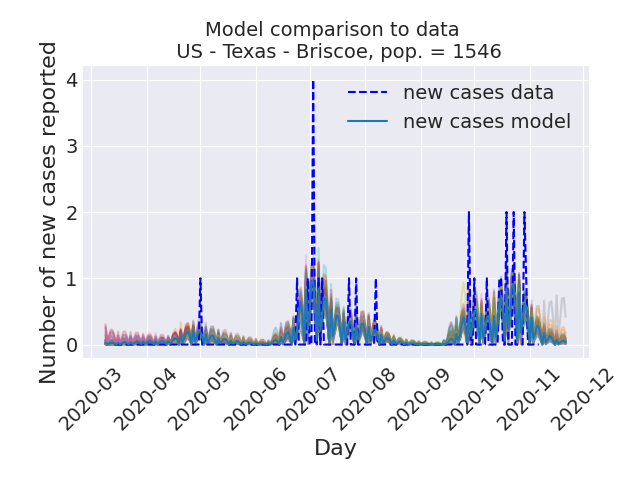 Model comparison to data
US - Texas - Briscoe, pop. = 1546
Number of new cases reported
4
3
2
1
0
new cases data
new cases model
2020-03
2020-04
2020-05
2020-06
2020-07
2020-08
2020-09
2020-10
2020-11
2020-12
Day